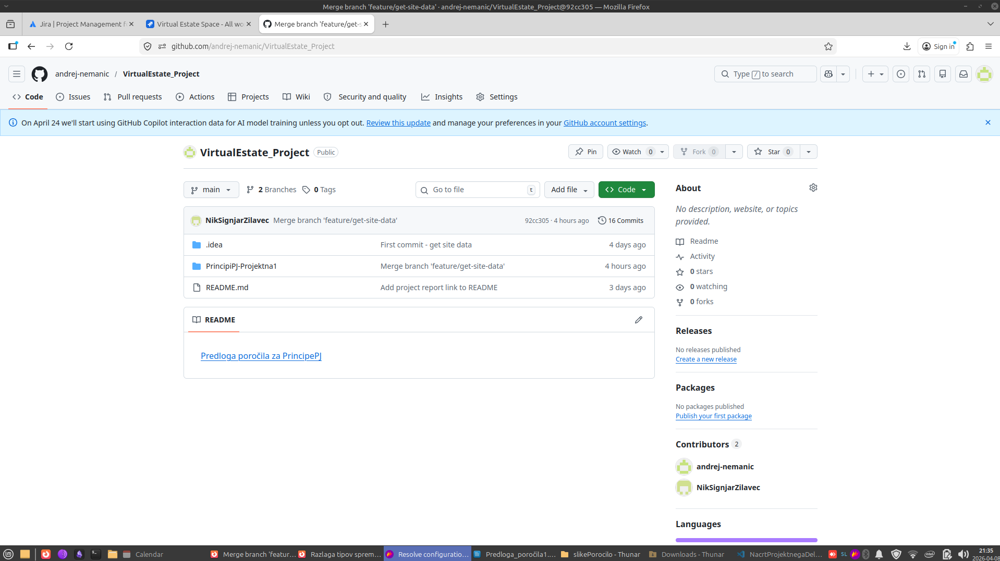 Merge branch 'feature/get-site-data' · andrej-nemanic/VirtualEstate_Project@92cc305 — Mozilla Firefox
Jira | Project Management f
Virtual Estate Space - All wo
Merge branch 'feature/get-s
github.com/andrej-nemanic/VirtualEstate_Project
Sign in
andrej-nemanic / VirtualEstate_Project
Type / to search
Code
Issues
Pull requests
Actions
Projects
Wiki
Security and quality
Insights
Settings
On April 24 we'll start using GitHub Copilot interaction data for AI model training unless you opt out. Review this update and manage your preferences in your GitHub account settings.
VirtualEstate_Project Public
Pin
Watch 0
Fork 0
Star 0
main
2 Branches
0 Tags
Go to file t
Add file
Code
NikSignjarZilavec Merge branch 'feature/get-site-data' 92cc305 · 4 hours ago 16 Commits
.idea First commit - get site data 4 days ago
PrincipiPJ-Projektna1 Merge branch 'feature/get-site-data' 4 hours ago
README.md Add project report link to README 3 days ago
README
Predloga poročila za PrincipePJ
About
No description, website, or topics
provided.
Readme
Activity
0 stars
0 watching
0 forks
Releases
No releases published
Create a new release
Packages
No packages published
Publish your first package
Contributors 2
andrej-nemanic
NikSignjarZilavec
Languages
Calendar
Merge branch 'featur...
Razlaga tipov sprem...
Resolve configuratio...
Predloga_poročila1....
slikePorocilo - Thunar
Downloads - Thunar
NacrtProjektnegaDel...
SL
21:35
2026-04-08